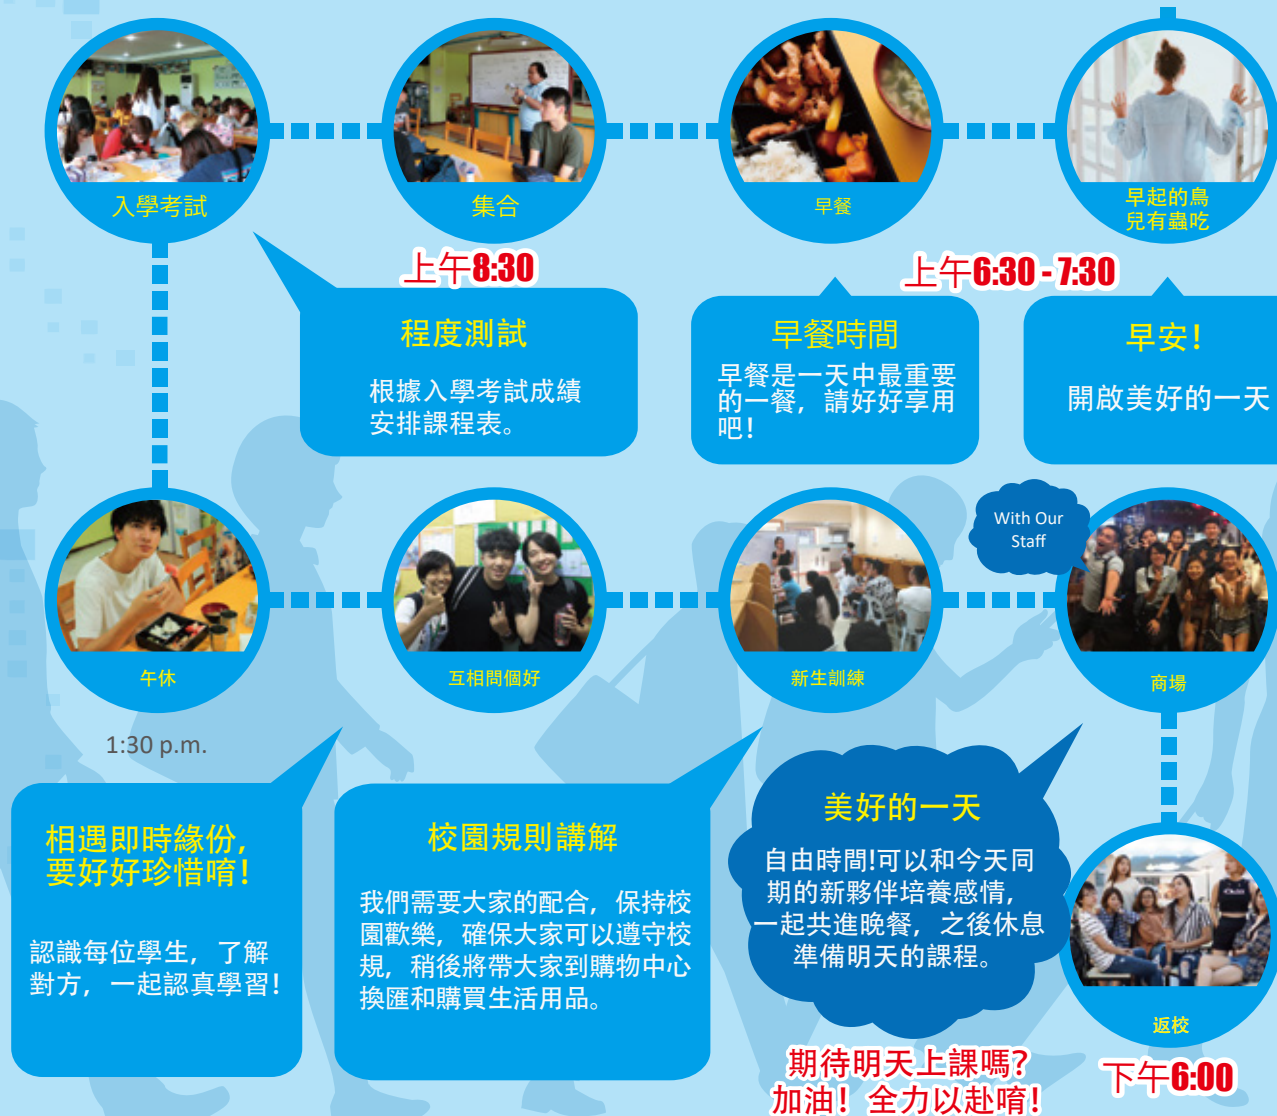 入學考試
集合
早餐
早起的鳥
兒有蟲吃
上午8:30
上午6:30 - 7:30
程度測試
根據入學考試成績
安排課程表。
早餐時間
早餐是一天中最重要
的一餐，請好好享用
吧！
早安！
開啟美好的一天
With Our
Staff
午休
互相問個好
新生訓練
商場
1:30 p.m.
相遇即時緣份，
要好好珍惜唷！
認識每位學生，了解
對方，一起認真學習！
校園規則講解
我們需要大家的配合，保持校
園歡樂，確保大家可以遵守校
規，稍後將帶大家到購物中心
換匯和購買生活用品。
美好的一天
自由時間!可以和今天同
期的新夥伴培養感情，
一起共進晚餐，之後休息
準備明天的課程。
返校
下午6:00
期待明天上課嗎？
加油！全力以赴唷！